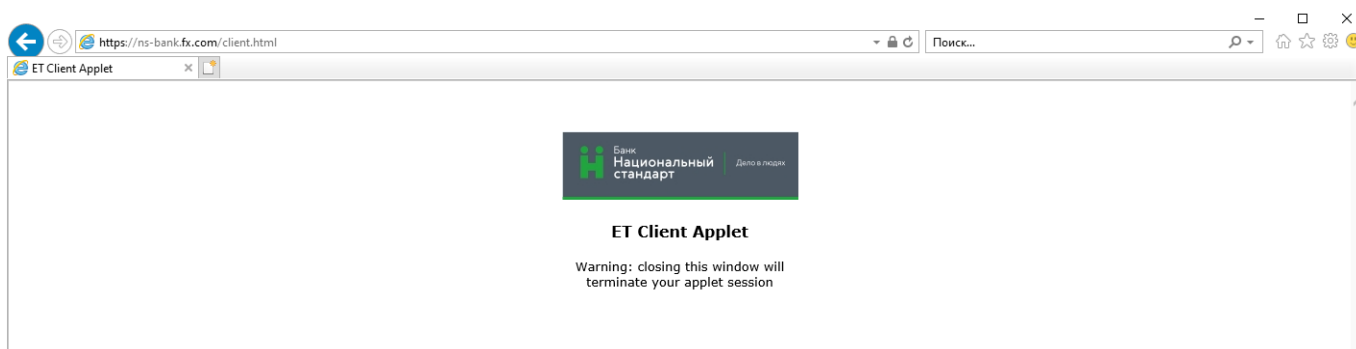 https://ns-bank.fx.com/client.html
Поиск...
ET Client Applet
Банк
Национальный
стандарт
Дело в людях
ET Client Applet
Warning: closing this window will
terminate your applet session